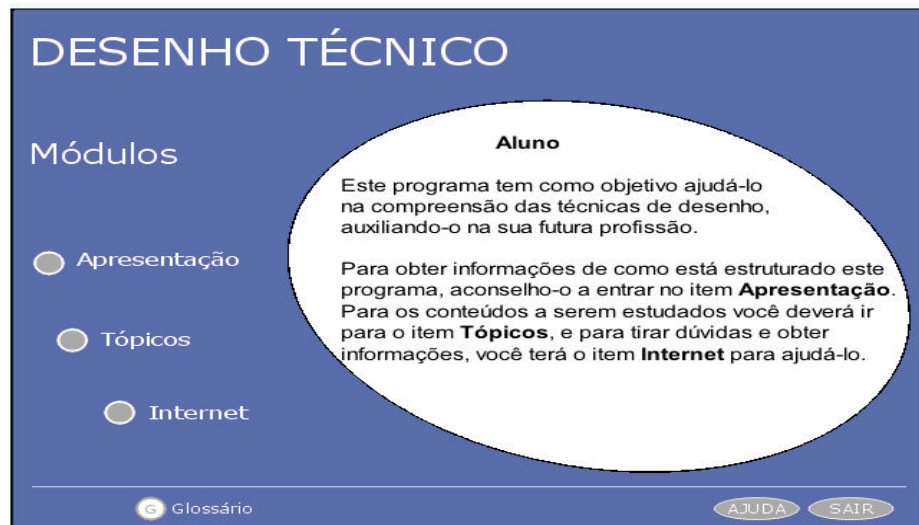 DESENHO TÉCNICO
Módulos
Apresentação
Tópicos
Internet
Aluno
Este programa tem como objetivo ajudá-lo
na compreensão das técnicas de desenho,
auxiliando-o na sua futura profissão.
Para obter informações de como está estruturado este
programa, aconselho-o a entrar no item Apresentação.
Para os conteúdos a serem estudados você deverá ir
para o item Tópicos, e para tirar dúvidas e obter
informações, você terá o item Internet para ajudá-lo.
G Glossário
AJUDA
SAIR